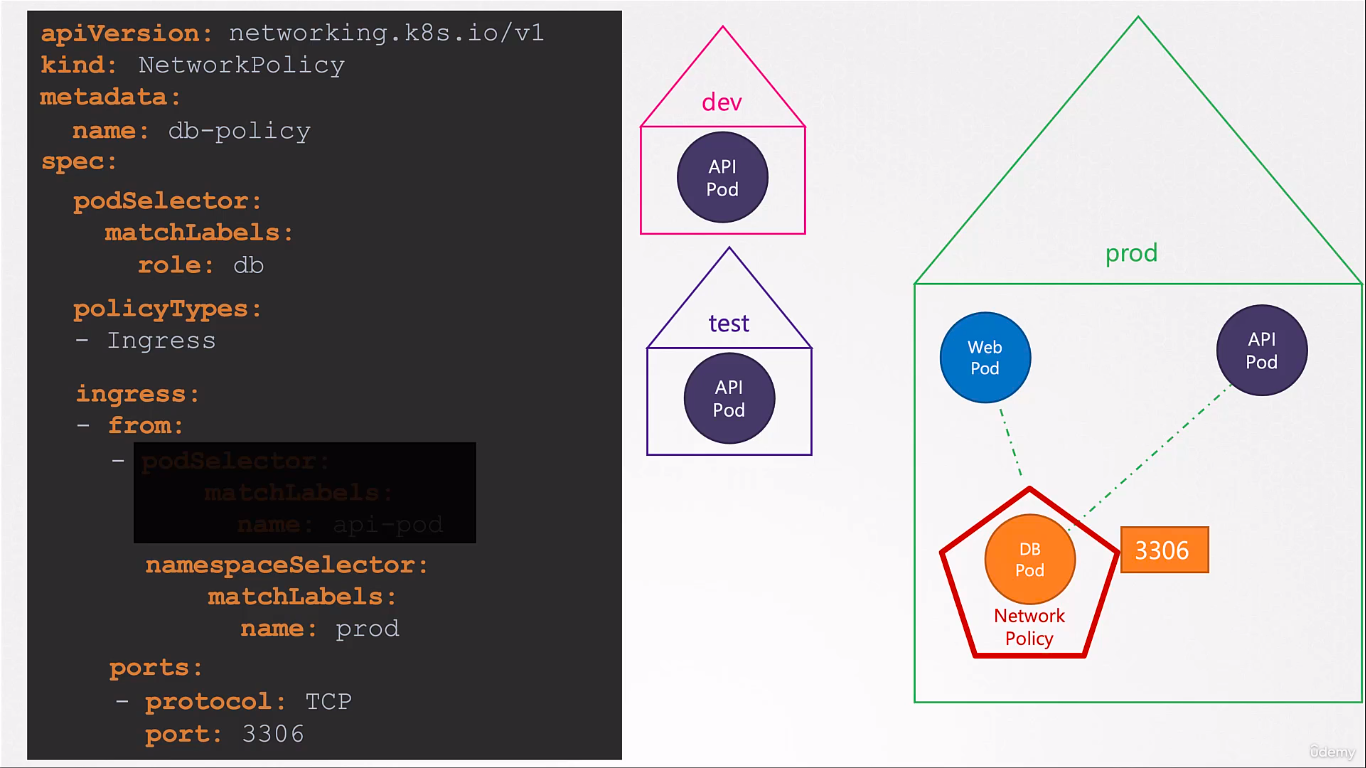 apiVersion: networking.k8s.io/v1
kind: NetworkPolicy
metadata:
name: db-policy
spec:
podSelector:
matchLabels:
role: db
policyTypes:
- Ingress
ingress:
- from:
- podSelector:
matchLabels:
name: api-pod
namespaceSelector:
matchLabels:
name: prod
ports:
- protocol: TCP
port: 3306
dev
API
Pod
test
API
Pod
prod
Web
Pod
API
Pod
DB
Pod
Network
Policy
3306
ûdemy